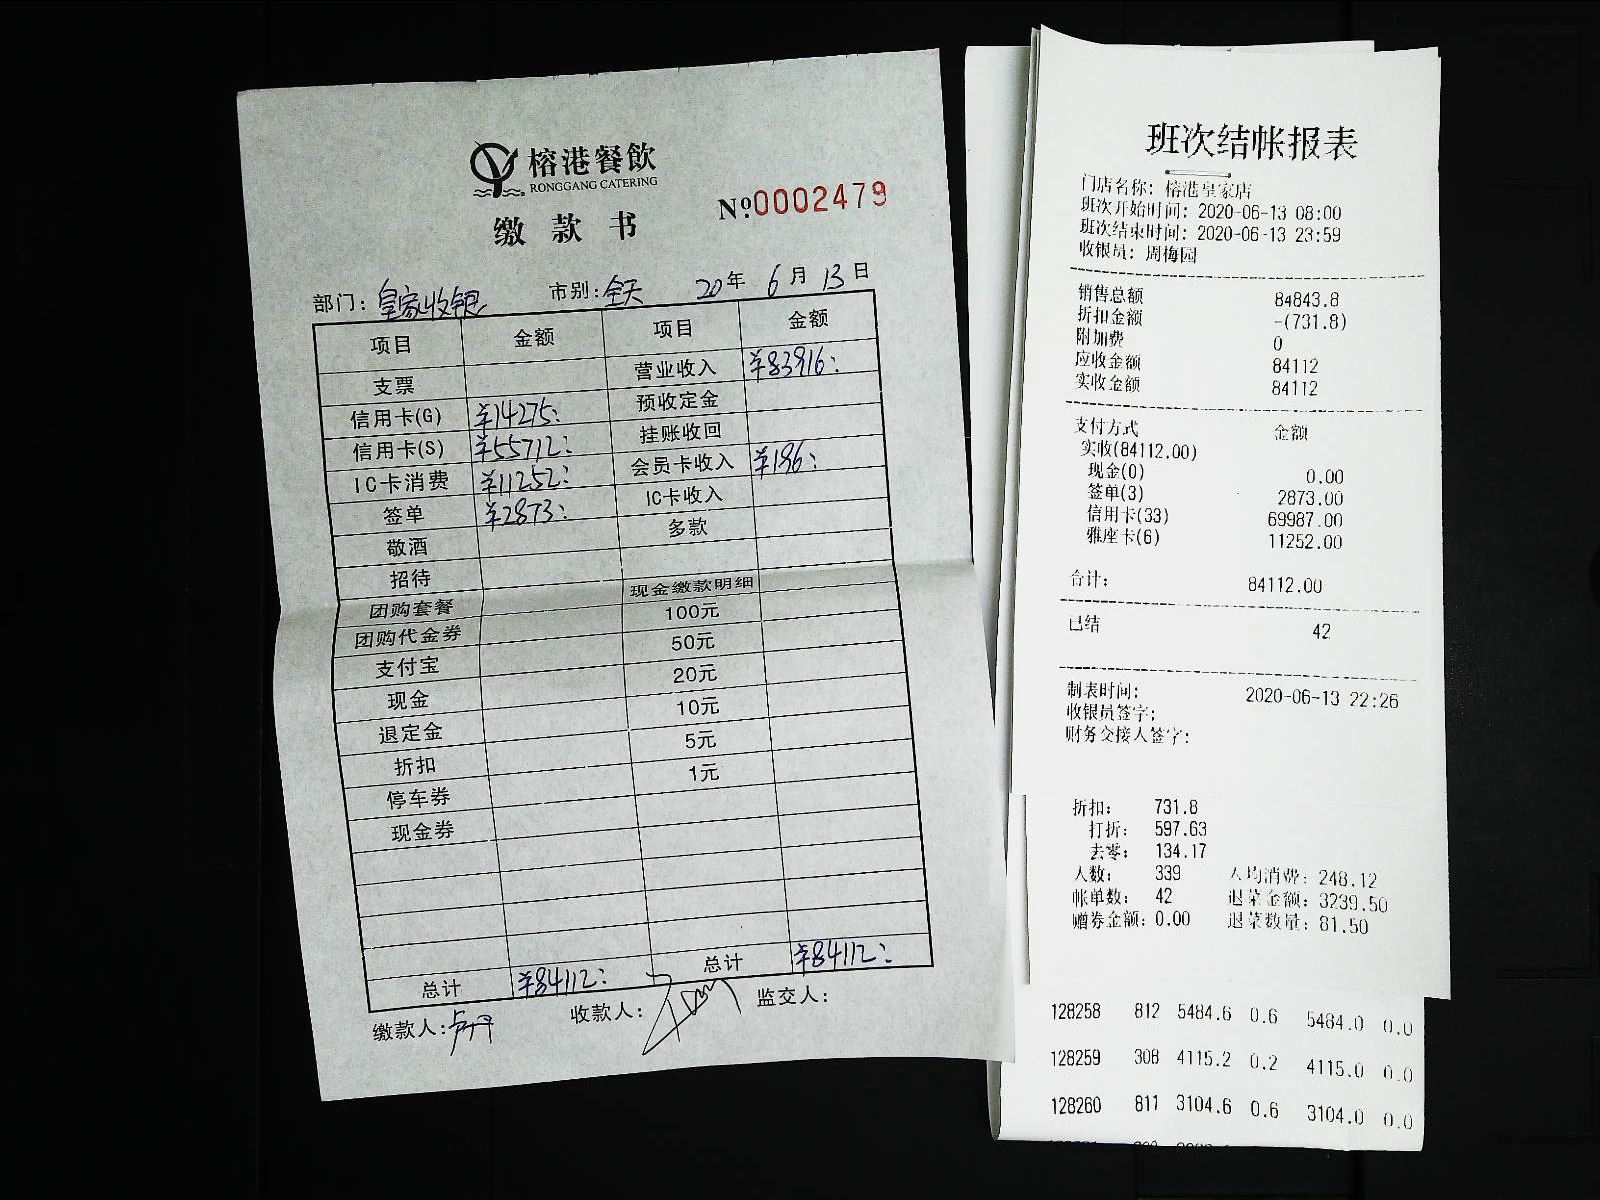 榕港餐飲
RONGGANG CATERING
缴款书
№0002479
部门：皇家收银 市别：全天 20年 6月 13日
项目 金额 项目 金额
支票 营业收入 ¥83916：
信用卡(G) ¥14275： 预收定金
信用卡(S) ¥55712： 挂账收回
IC卡消费 ¥11252： 会员卡收入 ¥196：
签单 ¥2873： IC卡收入
敬酒 多款
招待 现金缴款明细
团购套餐 100元
团购代金券 50元
支付宝 20元
现金 10元
退定金 5元
折扣 1元
停车券
现金券
总计 ¥84112： 总计 ¥84112：
缴款人： 收款人： 监交人：
班次结帐报表
门店名称: 榕港皇家店
班次开始时间: 2020-06-13 08:00
班次结束时间: 2020-06-13 23:59
收银员: 周梅园
销售总额 84843.8
折扣金额 -(731.8)
附加费 0
应收金额 84112
实收金额 84112
支付方式 金额
实收(84112.00)
现金(0) 0.00
签单(3) 2873.00
信用卡(33) 69987.00
雅座卡(6) 11252.00
合计: 84112.00
已结 42
制表时间: 2020-06-13 22:26
收银员签字:
财务交接人签字:
折扣: 731.8
打折: 597.63
去零: 134.17
人数: 339 人均消费: 248.12
帐单数: 42 退菜金额: 3239.50
赠券金额: 0.00 退菜数量: 81.50
128258 812 5484.6 0.6 5484.0 0.0
128259 308 4115.2 0.2 4115.0 0.0
128260 811 3104.6 0.6 3104.0 0.0